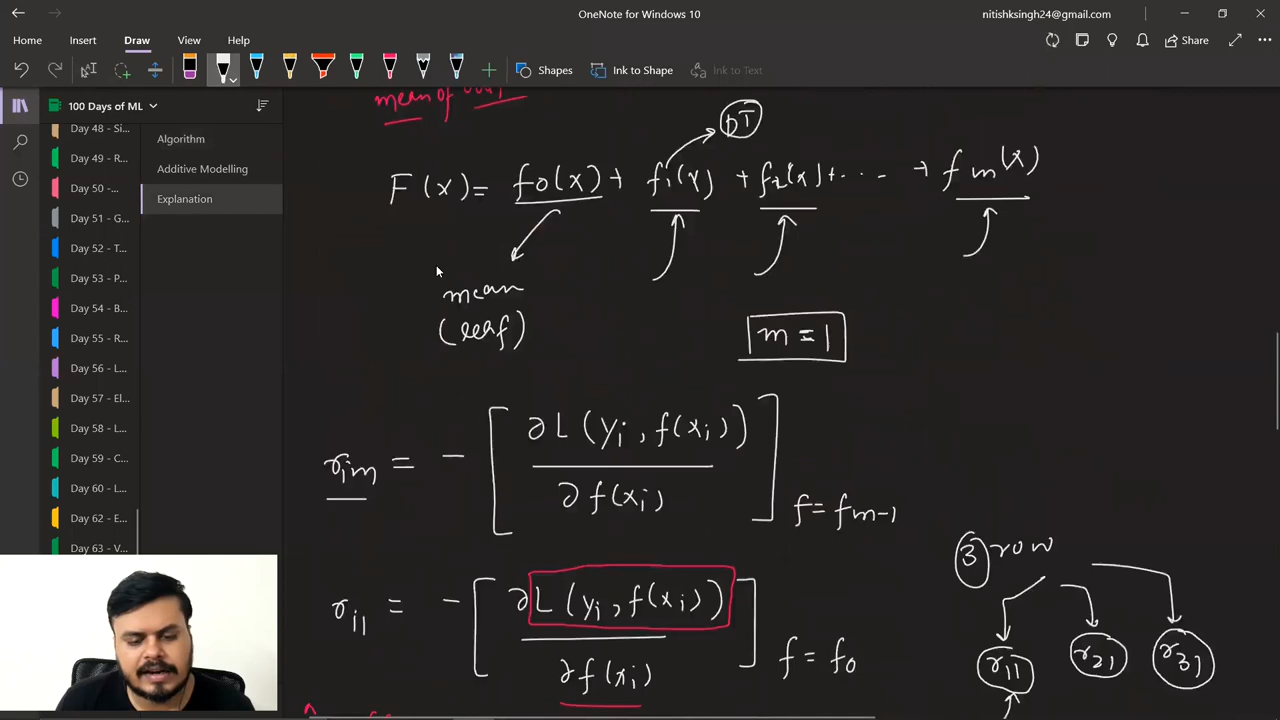 OneNote for Windows 10
nitishksingh24@gmail.com
Home Insert Draw View Help
Share
Shapes Ink to Shape Ink to Text
100 Days of ML
Day 48 - Si...
Day 49 - R...
Day 50 -...
Day 51 - G...
Day 52 - T...
Day 53 - P...
Day 54 - B...
Day 55 - R...
Day 56 - L...
Day 57 - El...
Day 58 - L...
Day 59 - C...
Day 60 - L...
Day 62 - E...
Day 63 - V...
Algorithm
Additive Modelling
Explanation
mean of
DT
F(x) = f0(x) + f1(x) + f2(x) + ... + fm(x)
mean
(leaf)
m = 1
rim = - [ ∂L(yi, f(xi)) / ∂f(xi) ] f = fm-1
3 row
ri1 = - [ ∂L(yi, f(xi)) / ∂f(xi) ] f = f0
r11 r21 r31